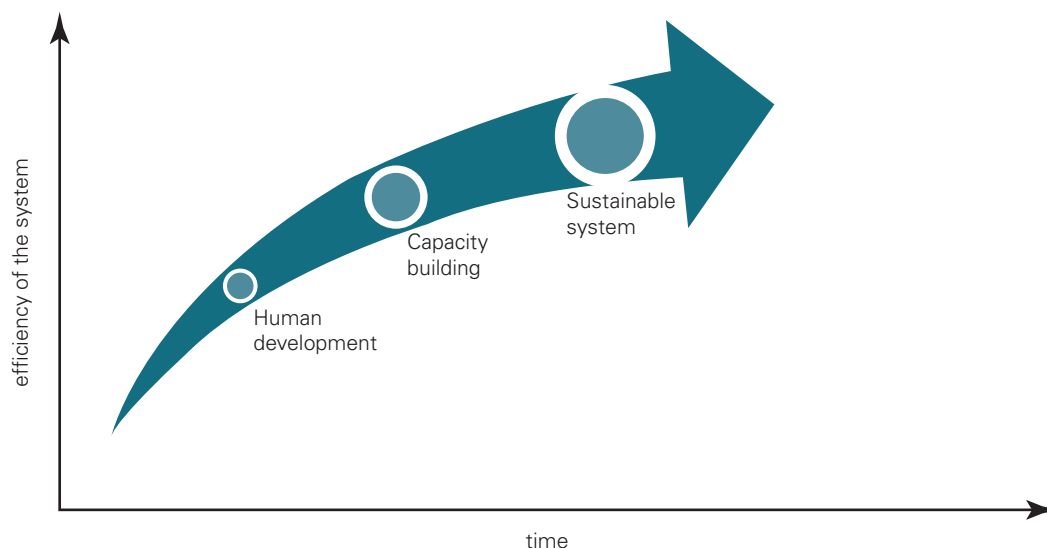 efficiency of the system
Sustainable
system
Capacity
building
Human
development
time